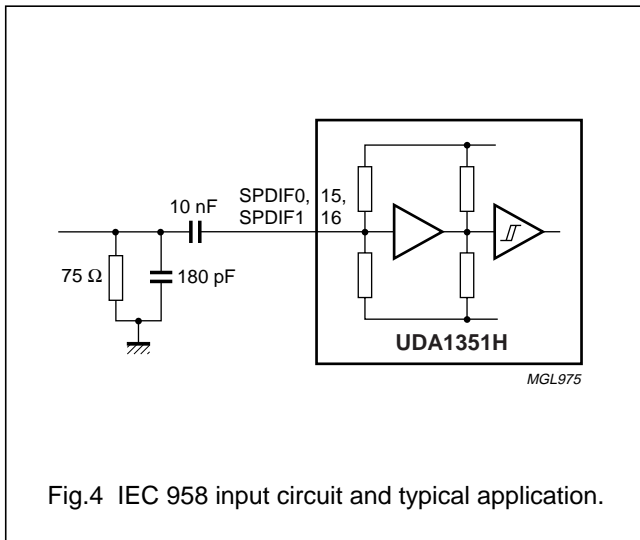 SPDIF0, 15,
10 nF SPDIF1 16
75 Ω 180 pF
UDA1351H
MGL975
Fig.4 IEC 958 input circuit and typical application.